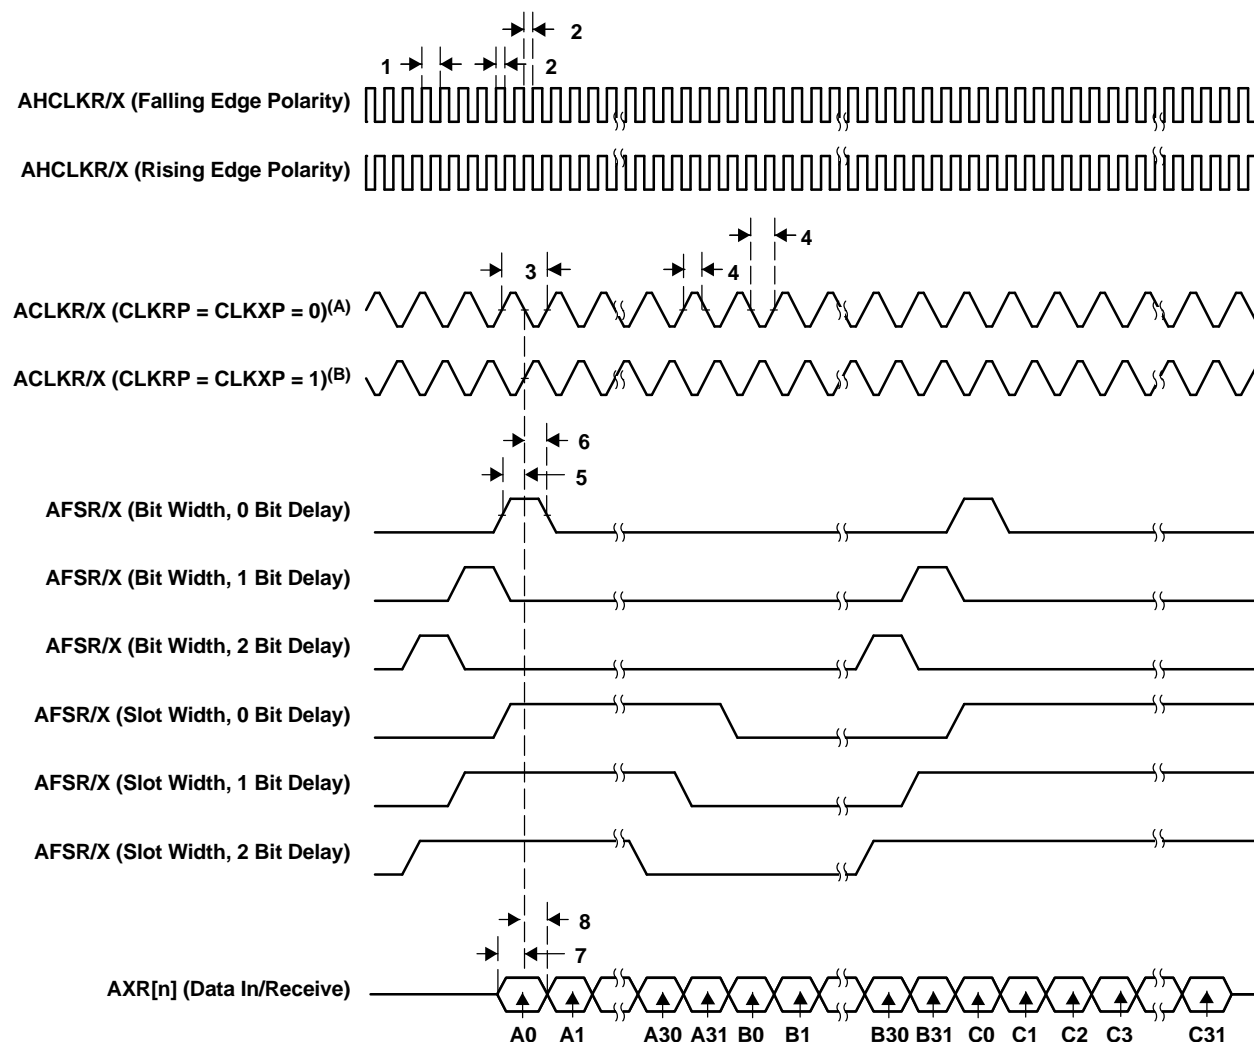 2
1
2
AHCLKR/X (Falling Edge Polarity)
AHCLKR/X (Rising Edge Polarity)
4
3
4
ACLKR/X (CLKRP = CLKXP = 0)(A)
ACLKR/X (CLKRP = CLKXP = 1)(B)
6
5
AFSR/X (Bit Width, 0 Bit Delay)
AFSR/X (Bit Width, 1 Bit Delay)
AFSR/X (Bit Width, 2 Bit Delay)
AFSR/X (Slot Width, 0 Bit Delay)
AFSR/X (Slot Width, 1 Bit Delay)
AFSR/X (Slot Width, 2 Bit Delay)
8
7
AXR[n] (Data In/Receive)
A0 A1 A30 A31 B0 B1 B30 B31 C0 C1 C2 C3 C31